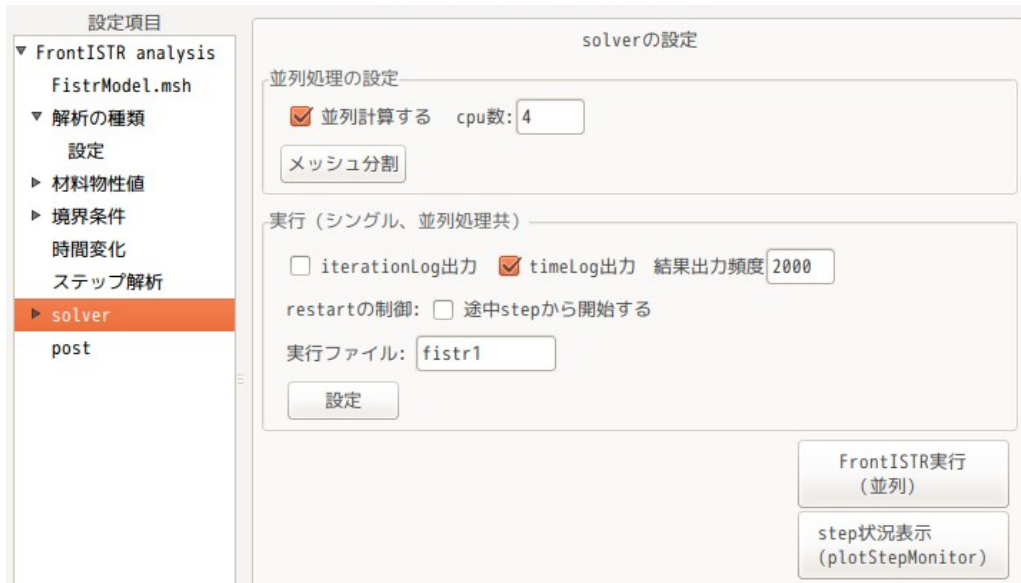 設定項目
FrontISTR analysis
FistrModel.msh
解析の種類
設定
材料物性値
境界条件
時間変化
ステップ解析
solver
post
solverの設定
並列処理の設定
並列計算する cpu数: 4
メッシュ分割
実行（シングル、並列処理共）
iterationLog出力 timeLog出力 結果出力頻度 2000
restartの制御: 途中stepから開始する
実行ファイル: fistr1
設定
FrontISTR実行
(並列)
step状況表示
(plotStepMonitor)